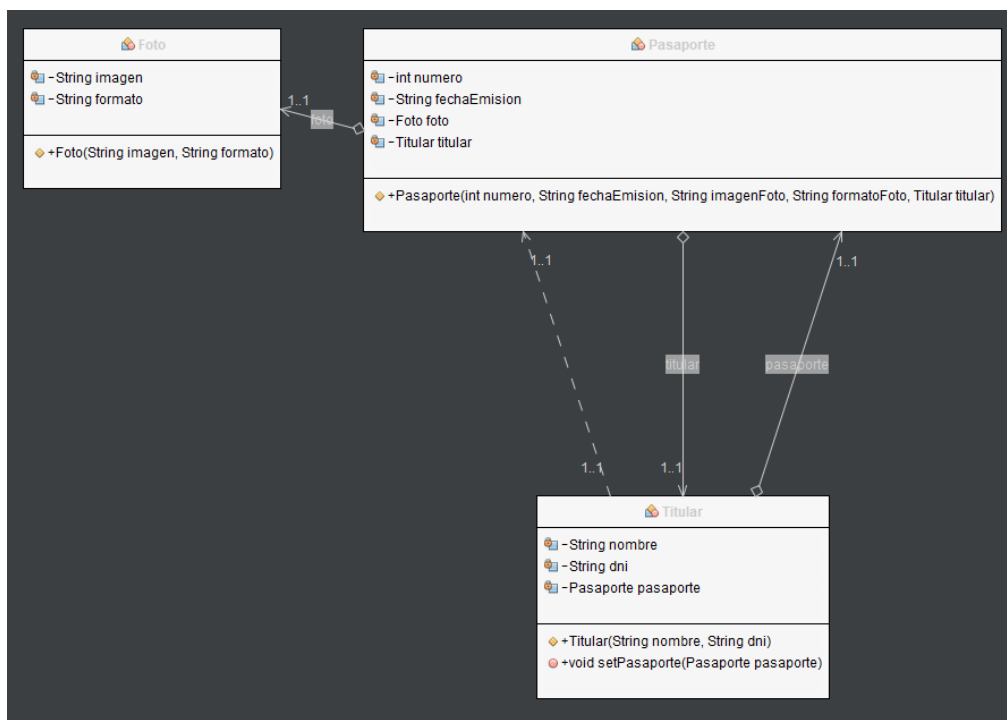 Foto
-String imagen
-String formato
+Foto(String imagen, String formato)
1..1
foto
Pasaporte
-int numero
-String fechaEmision
-Foto foto
-Titular titular
+Pasaporte(int numero, String fechaEmision, String imagenFoto, String formatoFoto, Titular titular)
1..1
1..1
titular
pasaporte
1..1
1..1
Titular
-String nombre
-String dni
-Pasaporte pasaporte
+Titular(String nombre, String dni)
+void setPasaporte(Pasaporte pasaporte)